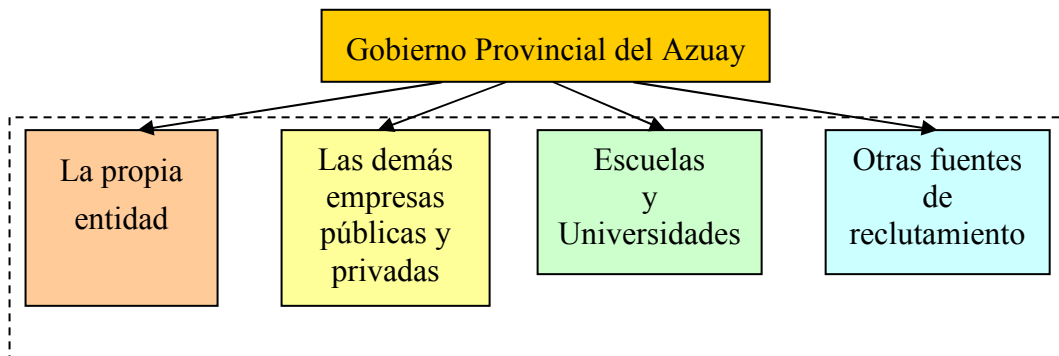 Gobierno Provincial del Azuay
La propia
entidad
Las demás
empresas
públicas y
privadas
Escuelas
y
Universidades
Otras fuentes
de
reclutamiento